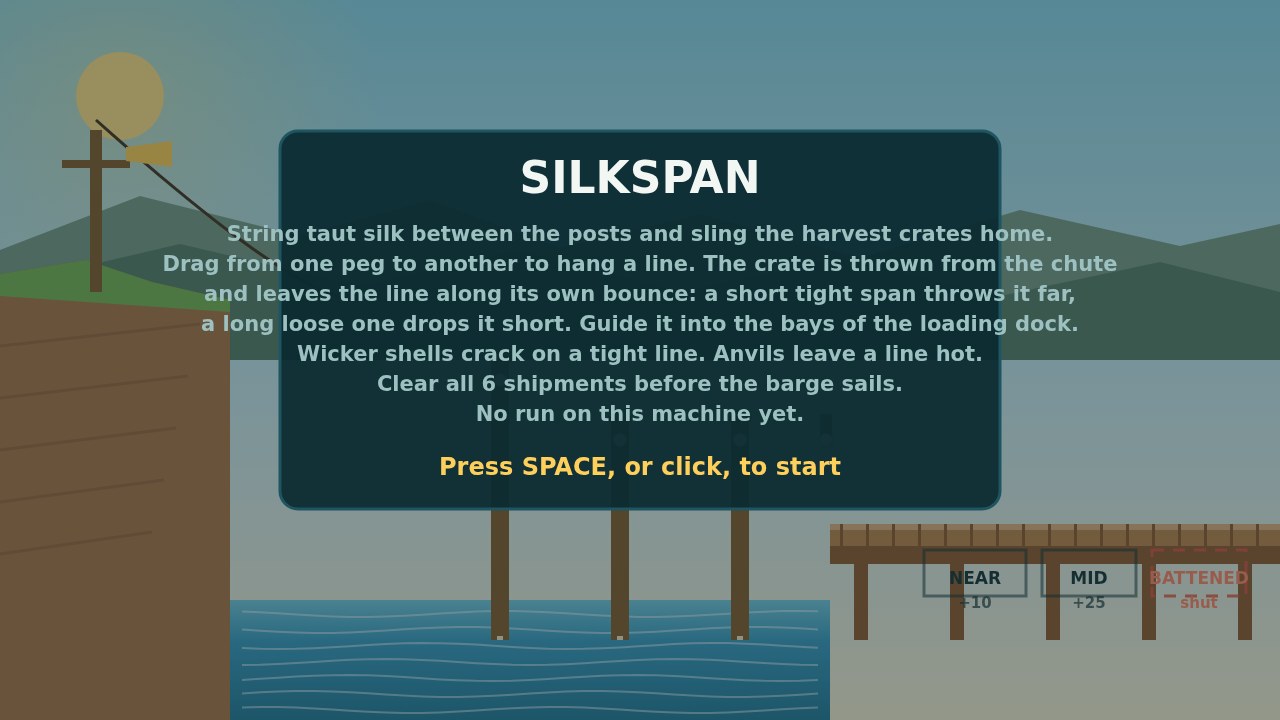 SILKSPAN
String taut silk between the posts and sling the harvest crates home.
Drag from one peg to another to hang a line. The crate is thrown from the chute
and leaves the line along its own bounce: a short tight span throws it far,
a long loose one drops it short. Guide it into the bays of the loading dock.
Wicker shells crack on a tight line. Anvils leave a line hot.
Clear all 6 shipments before the barge sails.
No run on this machine yet.
Press SPACE, or click, to start
NEAR MID BATTENED
+10 +25 shut